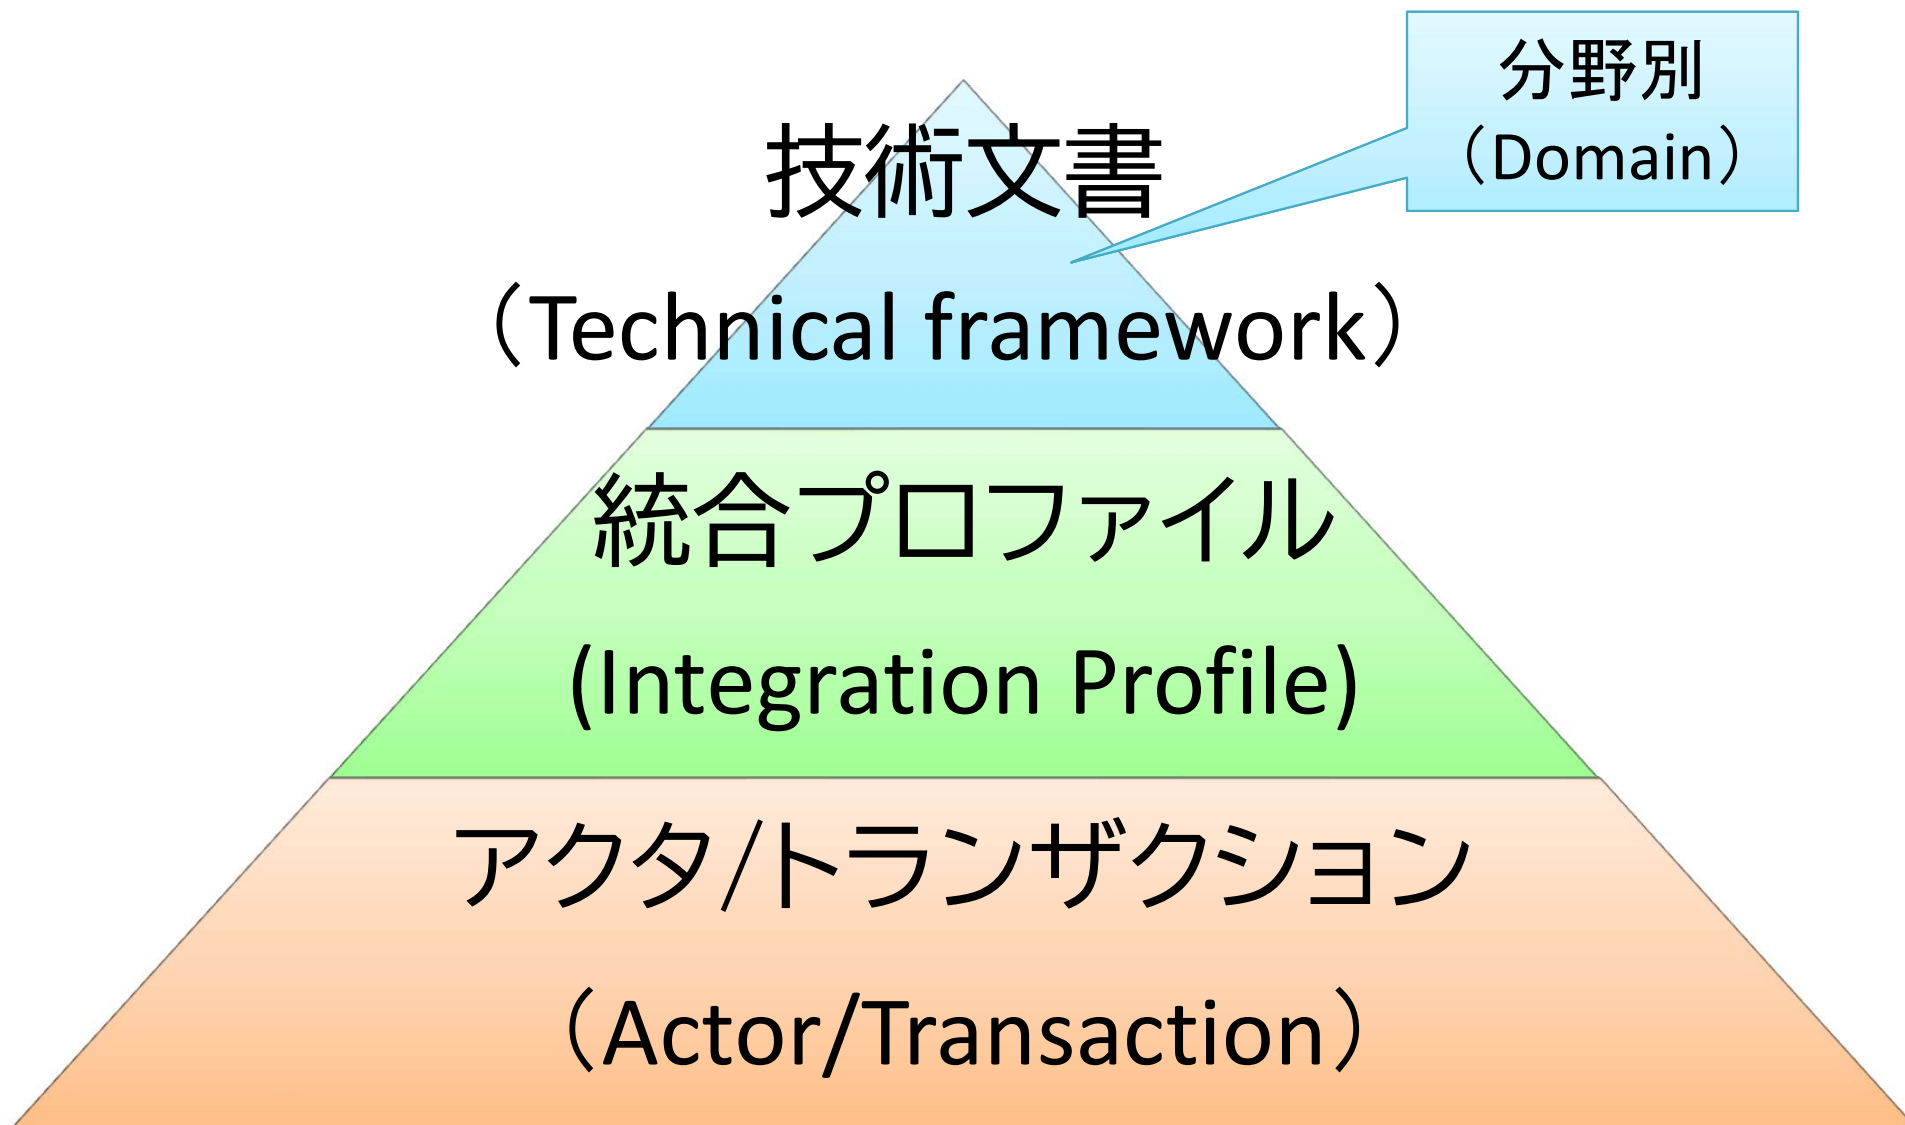 分野別
（Domain）
技術文書
（Technical framework）
統合プロファイル
(Integration Profile)
アクタ/トランザクション
（Actor/Transaction）